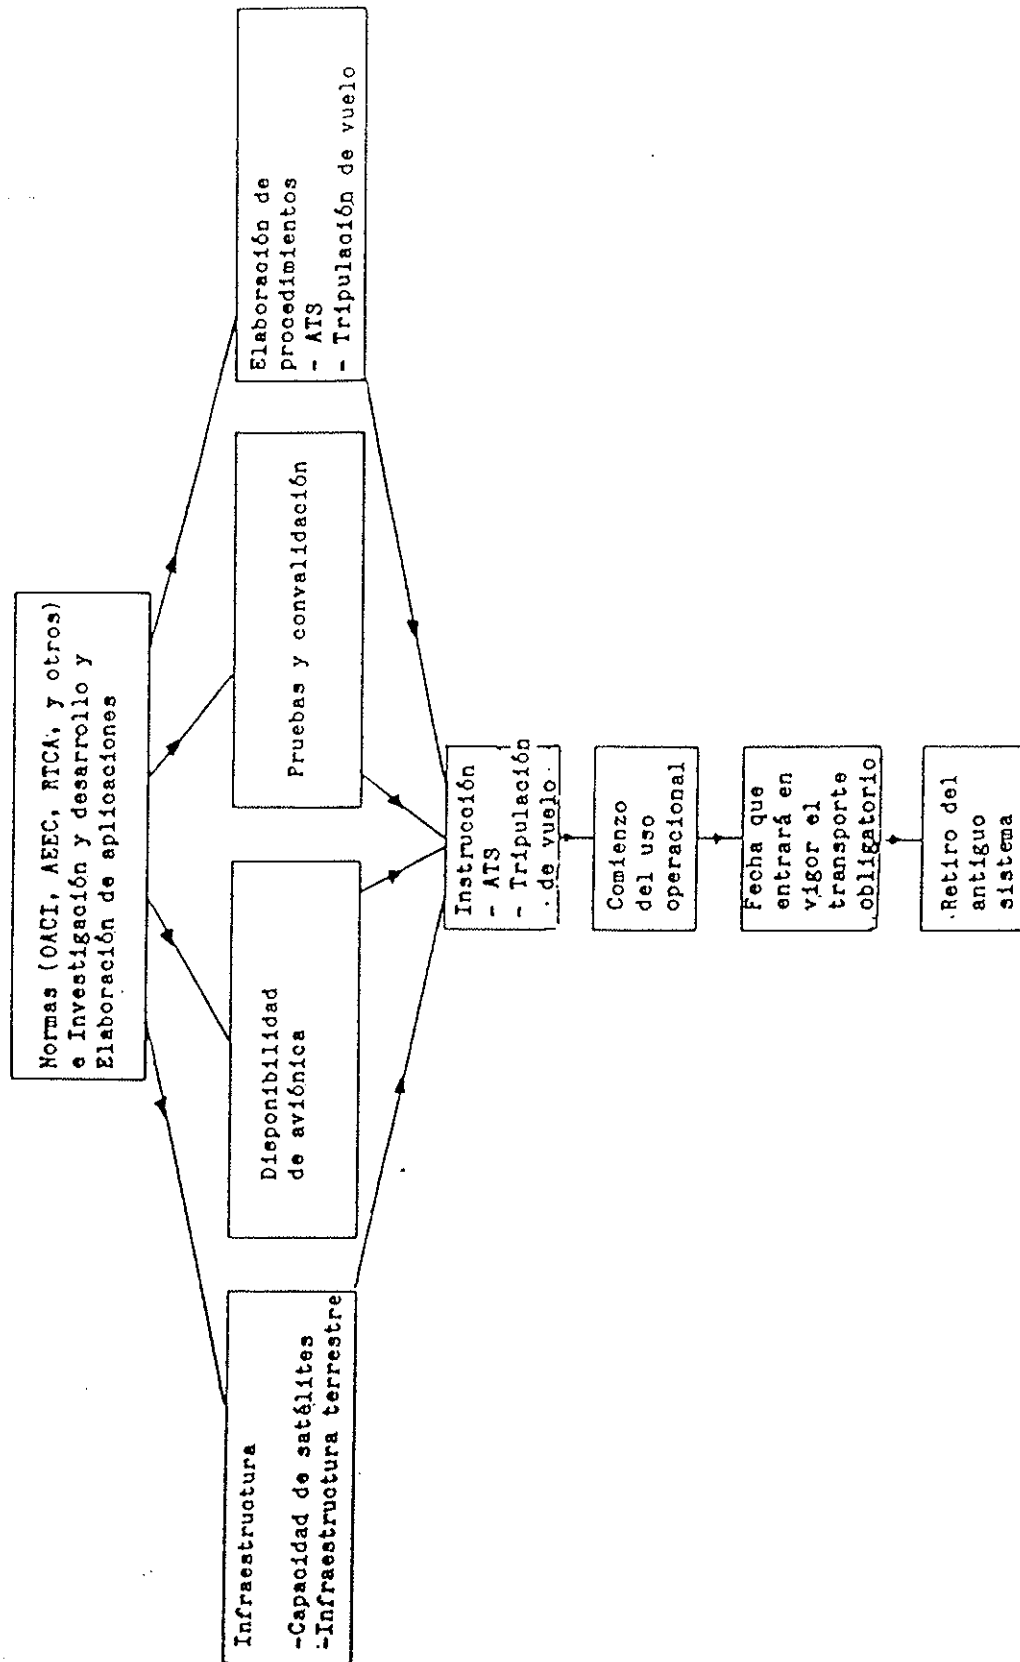 Normas (OACI, AEEC, RTCA, y otros)
e Investigación y desarrollo y
Elaboración de aplicaciones
Infraestructura
-Capacidad de satélites
-Infraestructura terrestre
Disponibilidad
de aviónica
Pruebas y convalidación
Elaboración de
procedimientos
- ATS
- Tripulación de vuelo
Instrucción
- ATS
- Tripulación
de vuelo
Comienzo
del uso
operacional
Fecha que
entrará en
vigor el
transporte
obligatorio
Retiro del
antiguo
sistema